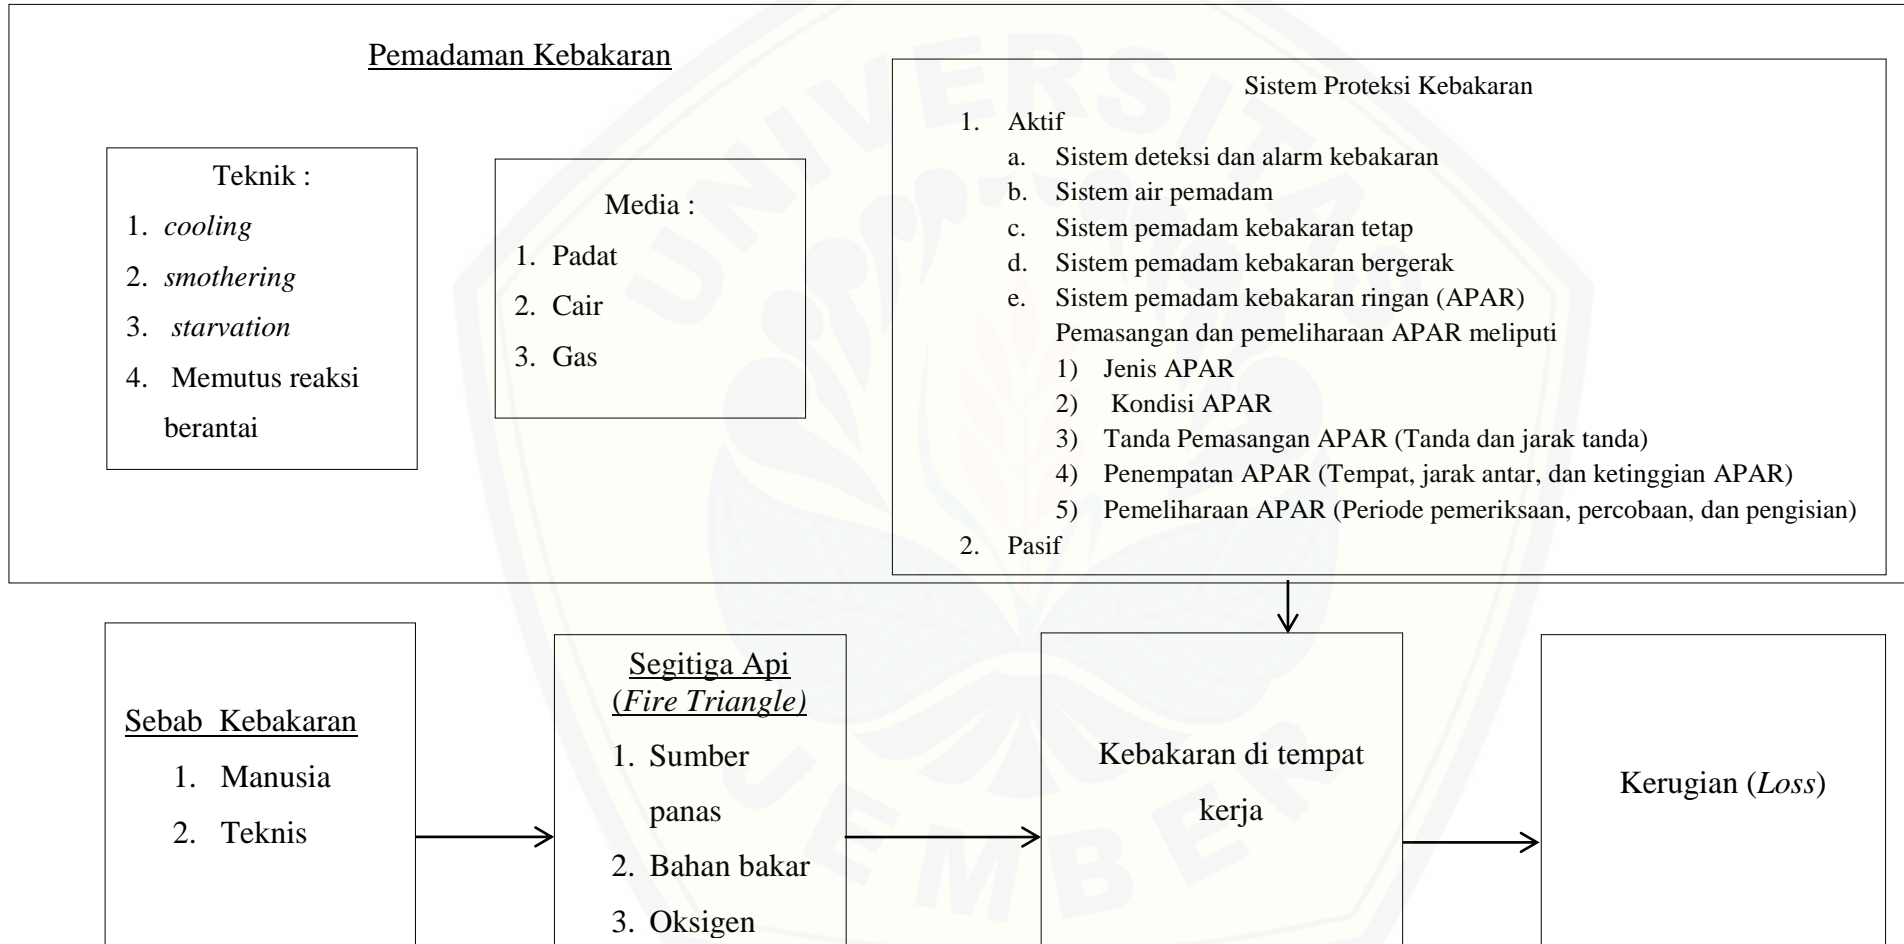 Pemadaman Kebakaran
Teknik :
1. cooling
2. smothering
3. starvation
4. Memutus reaksi
berantai
Media :
1. Padat
2. Cair
3. Gas
Sistem Proteksi Kebakaran
1. Aktif
a. Sistem deteksi dan alarm kebakaran
b. Sistem air pemadam
c. Sistem pemadam kebakaran tetap
d. Sistem pemadam kebakaran bergerak
e. Sistem pemadam kebakaran ringan (APAR)
Pemasangan dan pemeliharaan APAR meliputi
1) Jenis APAR
2) Kondisi APAR
3) Tanda Pemasangan APAR (Tanda dan jarak tanda)
4) Penempatan APAR (Tempat, jarak antar, dan ketinggian APAR)
5) Pemeliharaan APAR (Periode pemeriksaan, percobaan, dan pengisian)
2. Pasif
Sebab Kebakaran
1. Manusia
2. Teknis
Segitiga Api
(Fire Triangle)
1. Sumber
panas
2. Bahan bakar
3. Oksigen
Kebakaran di tempat
kerja
Kerugian (Loss)
UNIVERSITAS
JEMBER